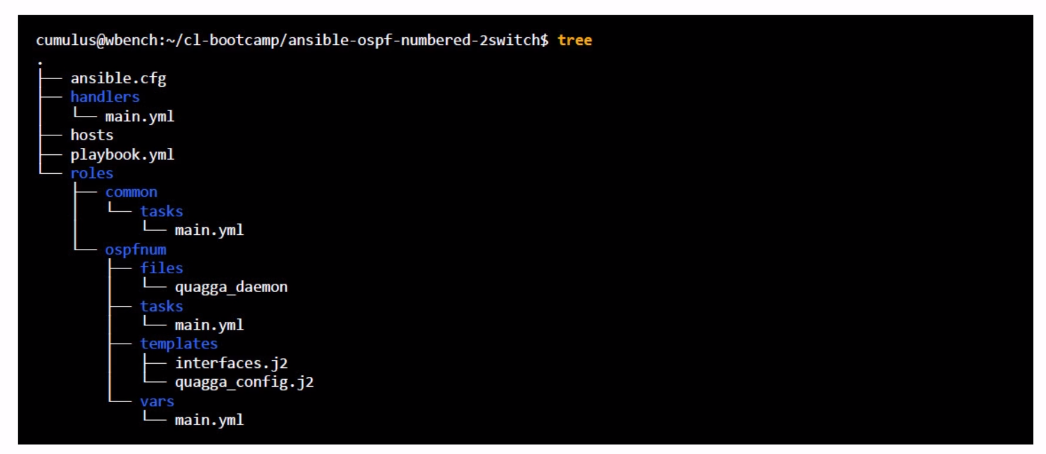 cumulus@wbench:~/cl-bootcamp/ansible-ospf-numbered-2switch$ tree
.
├── ansible.cfg
├── handlers
│   └── main.yml
├── hosts
├── playbook.yml
└── roles
    ├── common
    │   └── tasks
    │       └── main.yml
    └── ospfnum
        ├── files
        │   └── quagga_daemon
        ├── tasks
        │   └── main.yml
        ├── templates
        │   ├── interfaces.j2
        │   └── quagga_config.j2
        └── vars
            └── main.yml